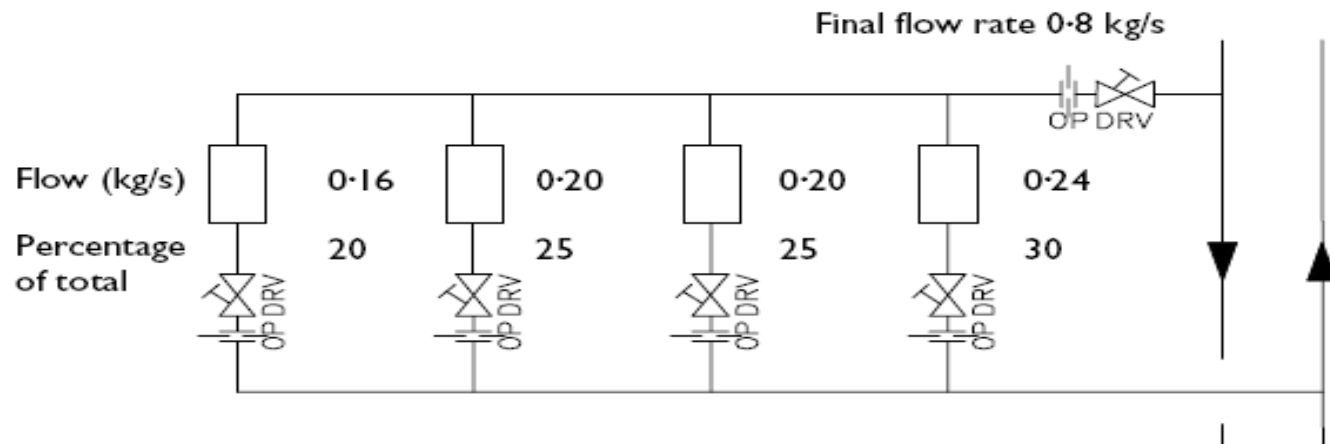 Final flow rate 0·8 kg/s
OP DRV
Flow (kg/s) 0·16 0·20 0·20 0·24
Percentage 20 25 25 30
of total
OP DRV OP DRV OP DRV OP DRV